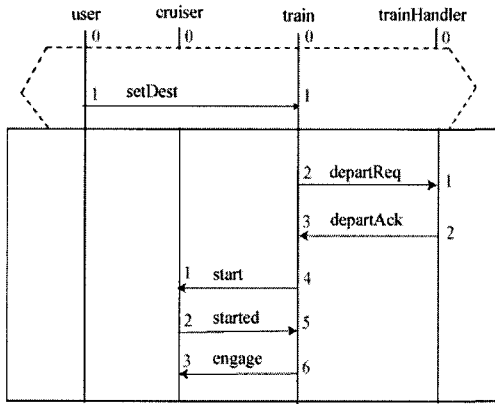 user cruiser train trainHandler
0 0 0 0
1 setDest 1
2 departReq 1
3 departAck 2
1 start 4
2 started 5
3 engage 6